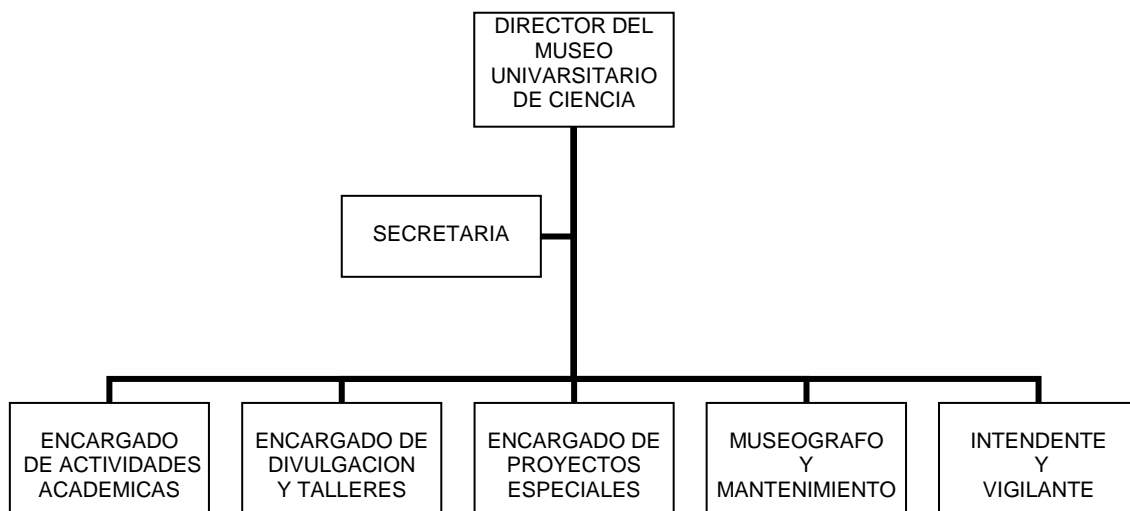 DIRECTOR DEL
MUSEO
UNIVARSITARIO
DE CIENCIA
SECRETARIA
ENCARGADO
DE ACTIVIDADES
ACADEMICAS
ENCARGADO DE
DIVULGACION
Y TALLERES
ENCARGADO DE
PROYECTOS
ESPECIALES
MUSEOGRAFO
Y
MANTENIMIENTO
INTENDENTE
Y
VIGILANTE